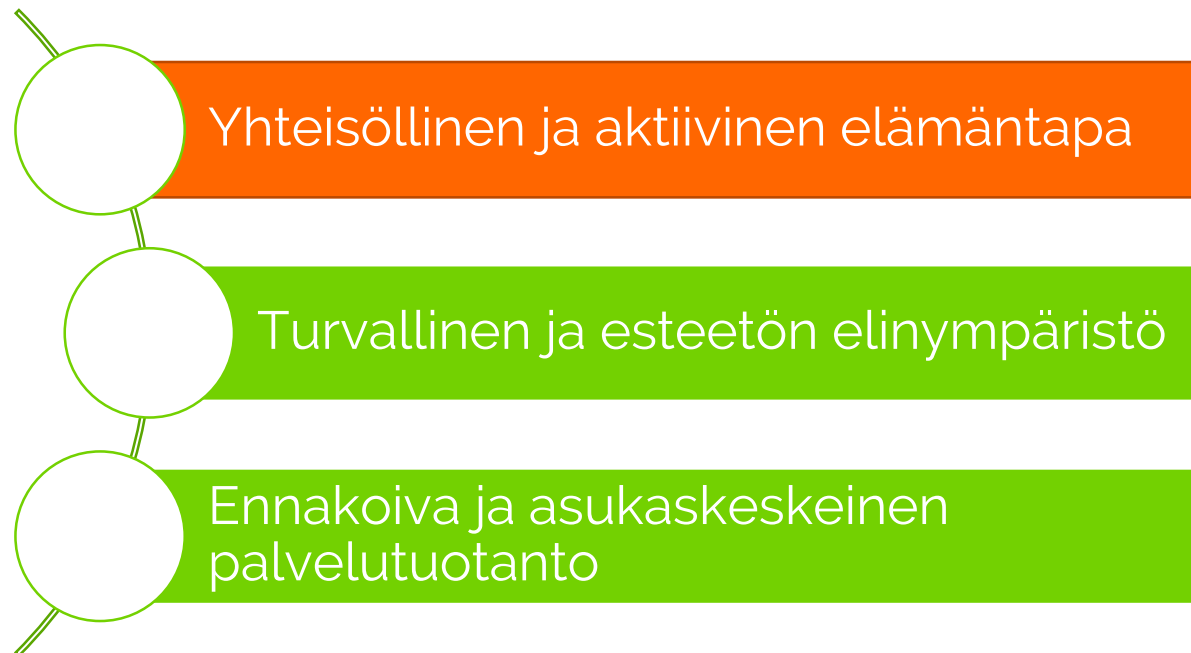 Yhteisöllinen ja aktiivinen elämäntapa
Turvallinen ja esteetön elinympäristö
Ennakoiva ja asukaskeskeinen
palvelutuotanto